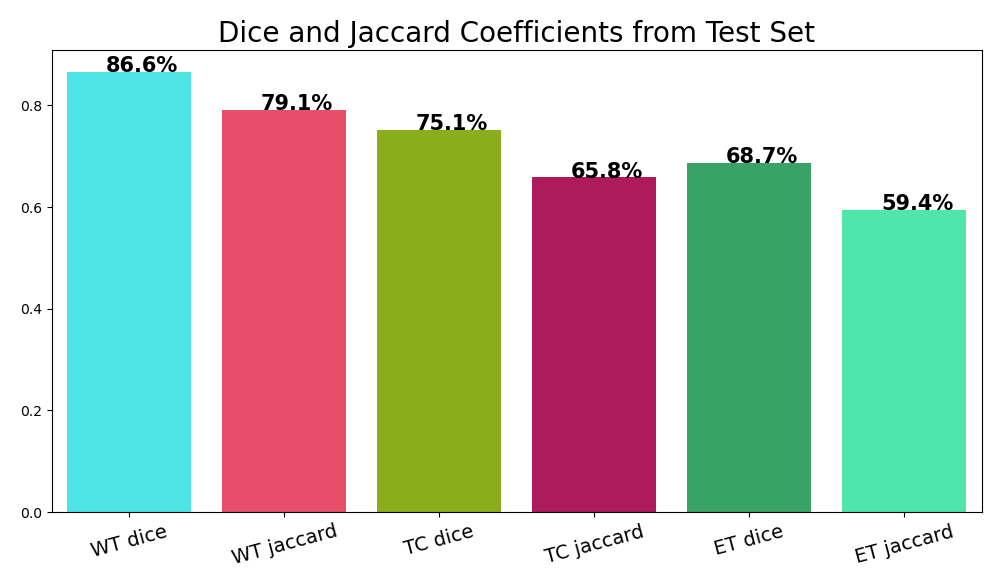 Dice and Jaccard Coefficients from Test Set
86.6%
79.1%
75.1%
65.8%
68.7%
59.4%
0.8
0.6
0.4
0.2
0.0
WT dice
WT jaccard
TC dice
TC jaccard
ET dice
ET jaccard